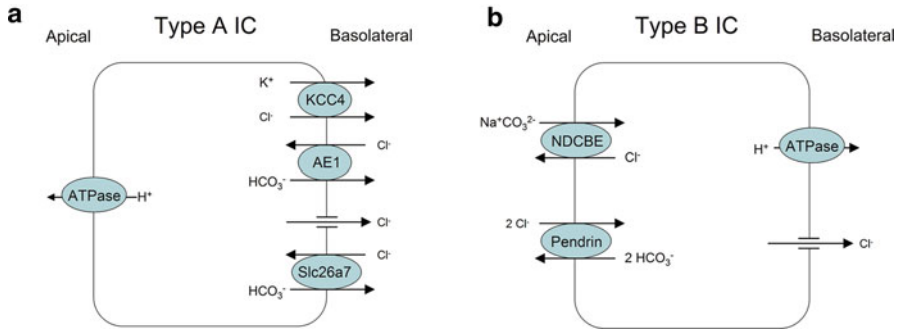 a
Type A IC
Apical
Basolateral
K⁺
KCC4
Cl⁻
Cl⁻
AE1
HCO₃⁻
ATPase
H⁺
Cl⁻
Cl⁻
Slc26a7
HCO₃⁻
b
Type B IC
Apical
Basolateral
Na⁺CO₃²⁻
NDCBE
Cl⁻
H⁺
ATPase
2 Cl⁻
Pendrin
2 HCO₃⁻
Cl⁻